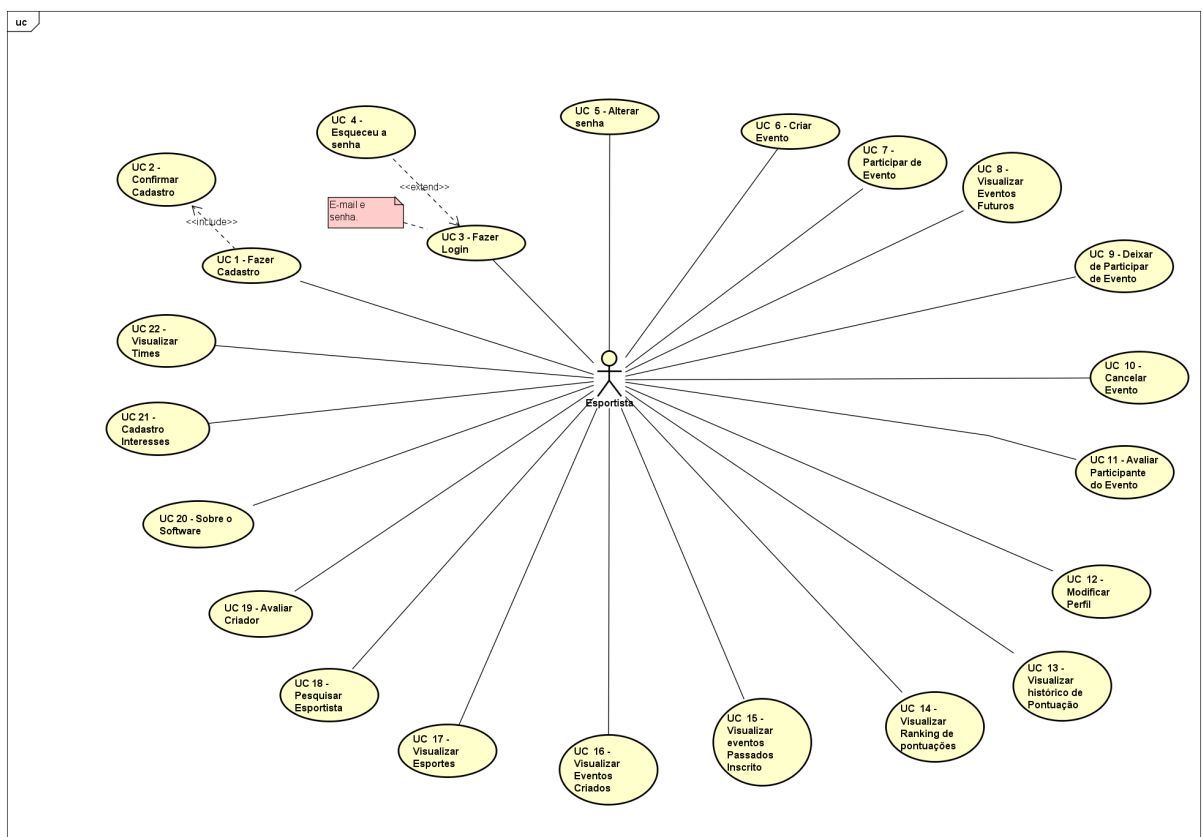 uc
UC 4 -
Esqueceu a
senha
UC 5 - Alterar
senha
UC 6 - Criar
Evento
UC 7 -
Participar de
Evento
UC 8 -
Visualizar
Eventos
Futuros
UC 2 -
Confirmar
Cadastro
<<extend>>
E-mail e
senha.
<<include>>
UC 3 - Fazer
Login
UC 1 - Fazer
Cadastro
UC 9 - Deixar
de Participar
de Evento
UC 22 -
Visualizar
Times
UC 10 -
Cancelar
Evento
Esportista
UC 21 -
Cadastro
Interesses
UC 11 - Avaliar
Participante
do Evento
UC 20 - Sobre o
Software
UC 12 -
Modificar
Perfil
UC 19 - Avaliar
Criador
UC 13 -
Visualizar
histórico de
Pontuação
UC 18 -
Pesquisar
Esportista
UC 14 -
Visualizar
Ranking de
pontuações
UC 15 -
Visualizar
eventos
Passados
Inscrito
UC 17 -
Visualizar
Esportes
UC 16 -
Visualizar
Eventos
Criados